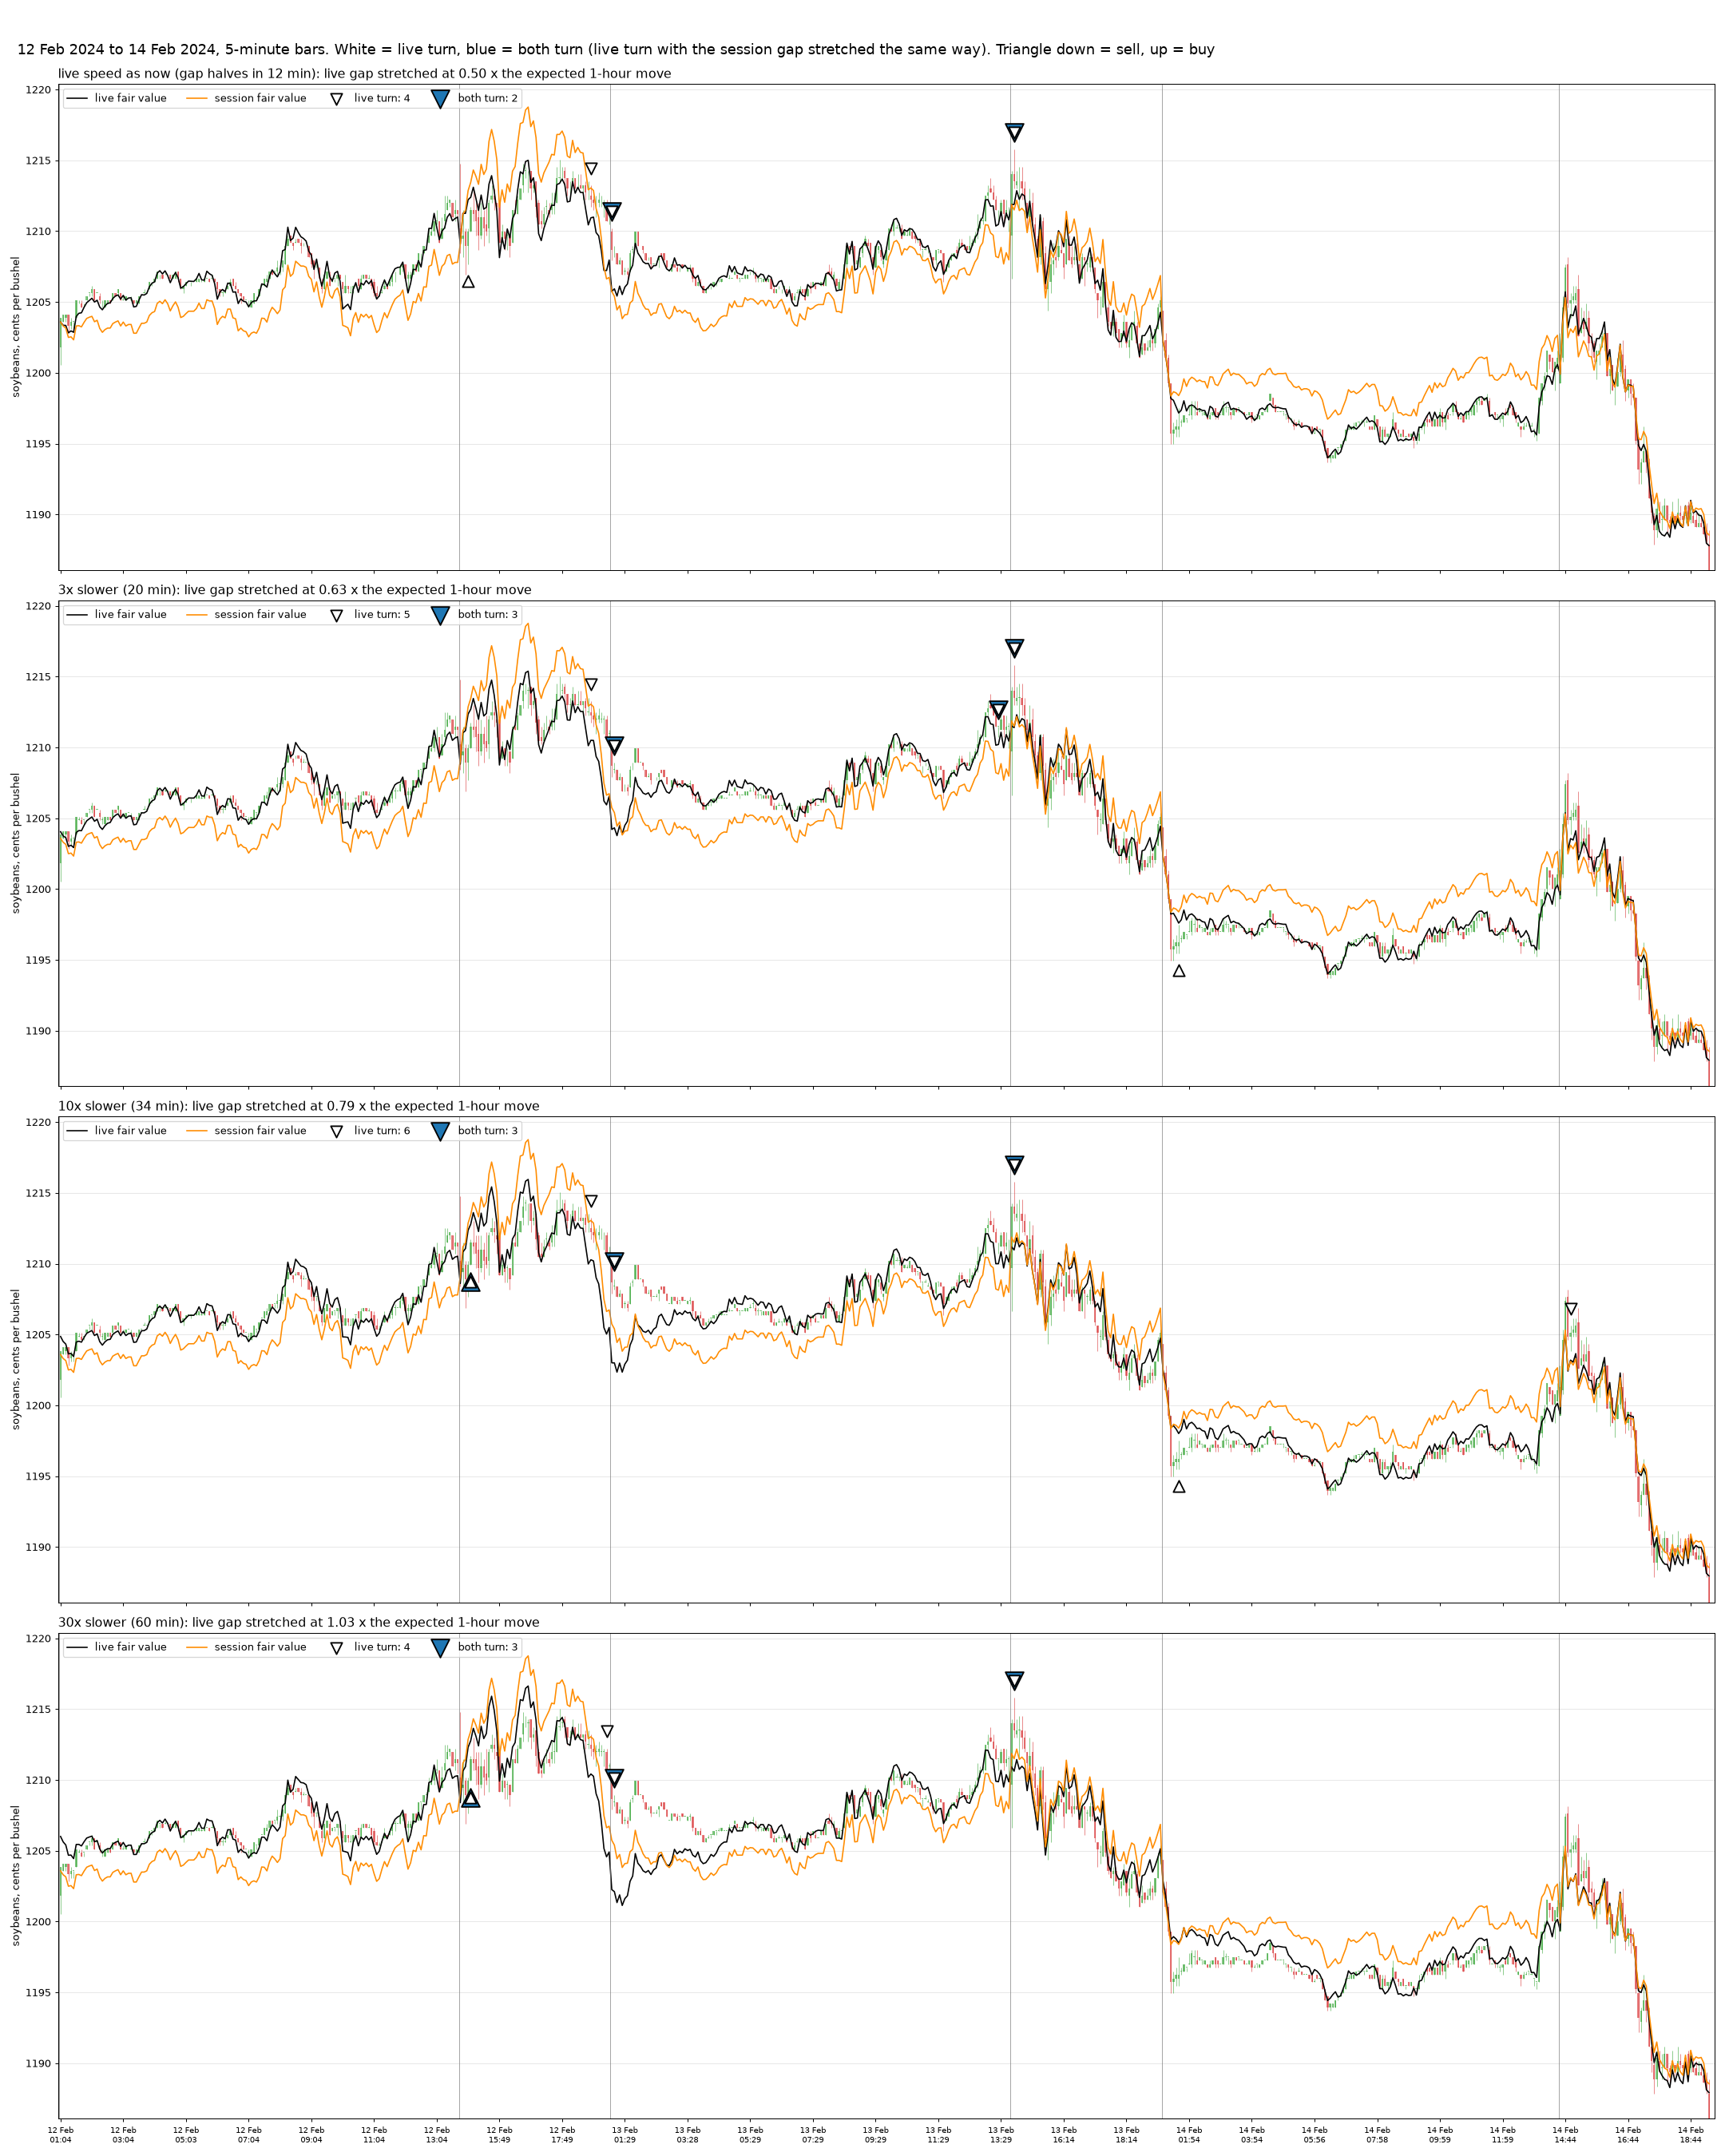 12 Feb 2024 to 14 Feb 2024, 5-minute bars. White = live turn, blue = both turn (live turn with the session gap stretched the same way). Triangle down = sell, up = buy
live speed as now (gap halves in 12 min): live gap stretched at 0.50 x the expected 1-hour move
live fair value session fair value live turn: 4 both turn: 2
1220
1215
1210
1205
1200
1195
1190
soybeans, cents per bushel
3x slower (20 min): live gap stretched at 0.63 x the expected 1-hour move
live fair value session fair value live turn: 5 both turn: 3
1220
1215
1210
1205
1200
1195
1190
soybeans, cents per bushel
10x slower (34 min): live gap stretched at 0.79 x the expected 1-hour move
live fair value session fair value live turn: 6 both turn: 3
1220
1215
1210
1205
1200
1195
1190
soybeans, cents per bushel
30x slower (60 min): live gap stretched at 1.03 x the expected 1-hour move
live fair value session fair value live turn: 4 both turn: 3
1220
1215
1210
1205
1200
1195
1190
soybeans, cents per bushel
12 Feb 12 Feb 12 Feb 12 Feb 12 Feb 12 Feb 12 Feb 12 Feb 12 Feb 13 Feb 13 Feb 13 Feb 13 Feb 13 Feb 13 Feb 13 Feb 13 Feb 13 Feb 14 Feb 14 Feb 14 Feb 14 Feb 14 Feb 14 Feb 14 Feb 14 Feb 14 Feb
01:04 03:04 05:03 07:04 09:04 11:04 13:04 15:49 17:49 01:29 03:28 05:29 07:29 09:29 11:29 13:29 16:14 18:14 01:54 03:54 05:56 07:58 09:59 11:59 14:44 16:44 18:44